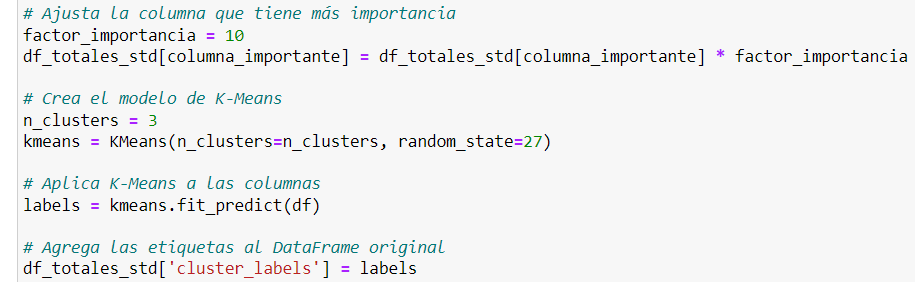 # Ajusta la columna que tiene más importancia
factor_importancia = 10
df_totales_std[columna_importante] = df_totales_std[columna_importante] * factor_importancia
# Crea el modelo de K-Means
n_clusters = 3
kmeans = KMeans(n_clusters=n_clusters, random_state=27)
# Aplica K-Means a las columnas
labels = kmeans.fit_predict(df)
# Agrega las etiquetas al DataFrame original
df_totales_std['cluster_labels'] = labels